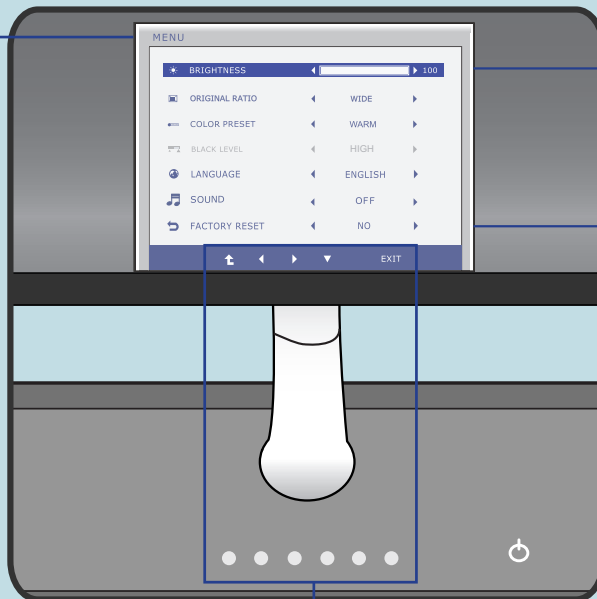 MENU
BRIGHTNESS 100
ORIGINAL RATIO WIDE
COLOR PRESET WARM
BLACK LEVEL HIGH
LANGUAGE ENGLISH
SOUND OFF
FACTORY RESET NO
EXIT